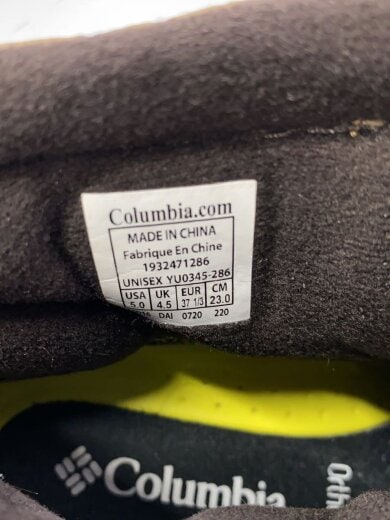 Columbia.com
MADE IN CHINA
Fabrique En Chine
1932471286
UNISEX YU0345-286
USA UK EUR CM
5.0 4.5 37 1/3 23.0
DAI 0720 220
Columbia
Orth